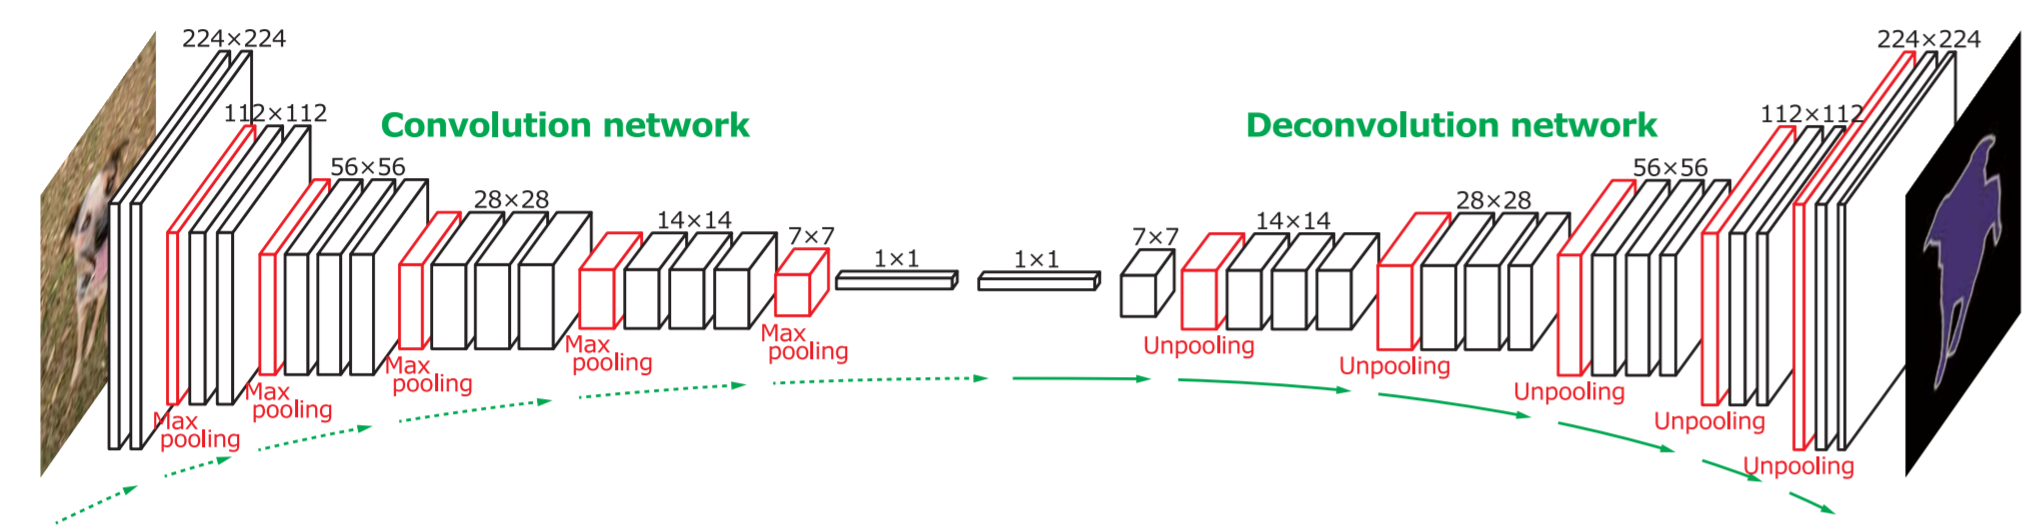 224×224
112×112
Convolution network
56×56
28×28
14×14
7×7
1×1
1×1
Max
pooling
Max
pooling
Max
pooling
Max
pooling
Max
pooling
Deconvolution network
7×7
14×14
28×28
56×56
112×112
224×224
Unpooling
Unpooling
Unpooling
Unpooling
Unpooling